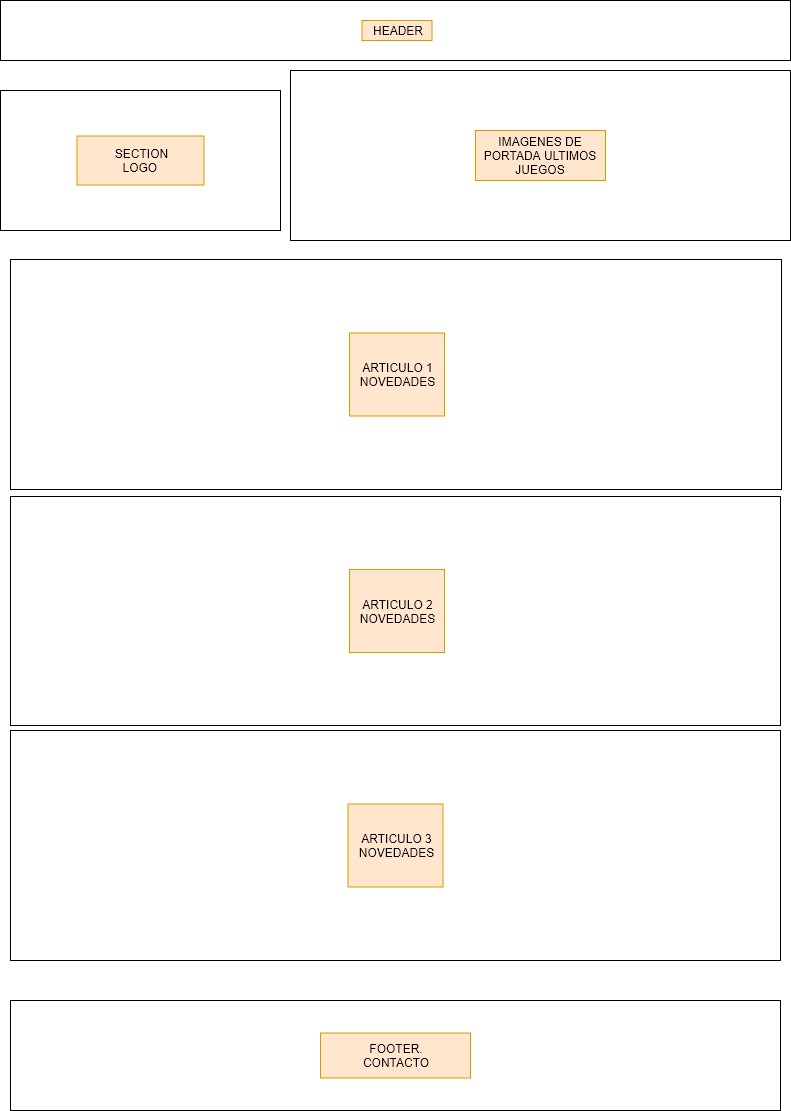 HEADER
SECTION
LOGO
IMAGENES DE
PORTADA ULTIMOS
JUEGOS
ARTICULO 1
NOVEDADES
ARTICULO 2
NOVEDADES
ARTICULO 3
NOVEDADES
FOOTER.
CONTACTO